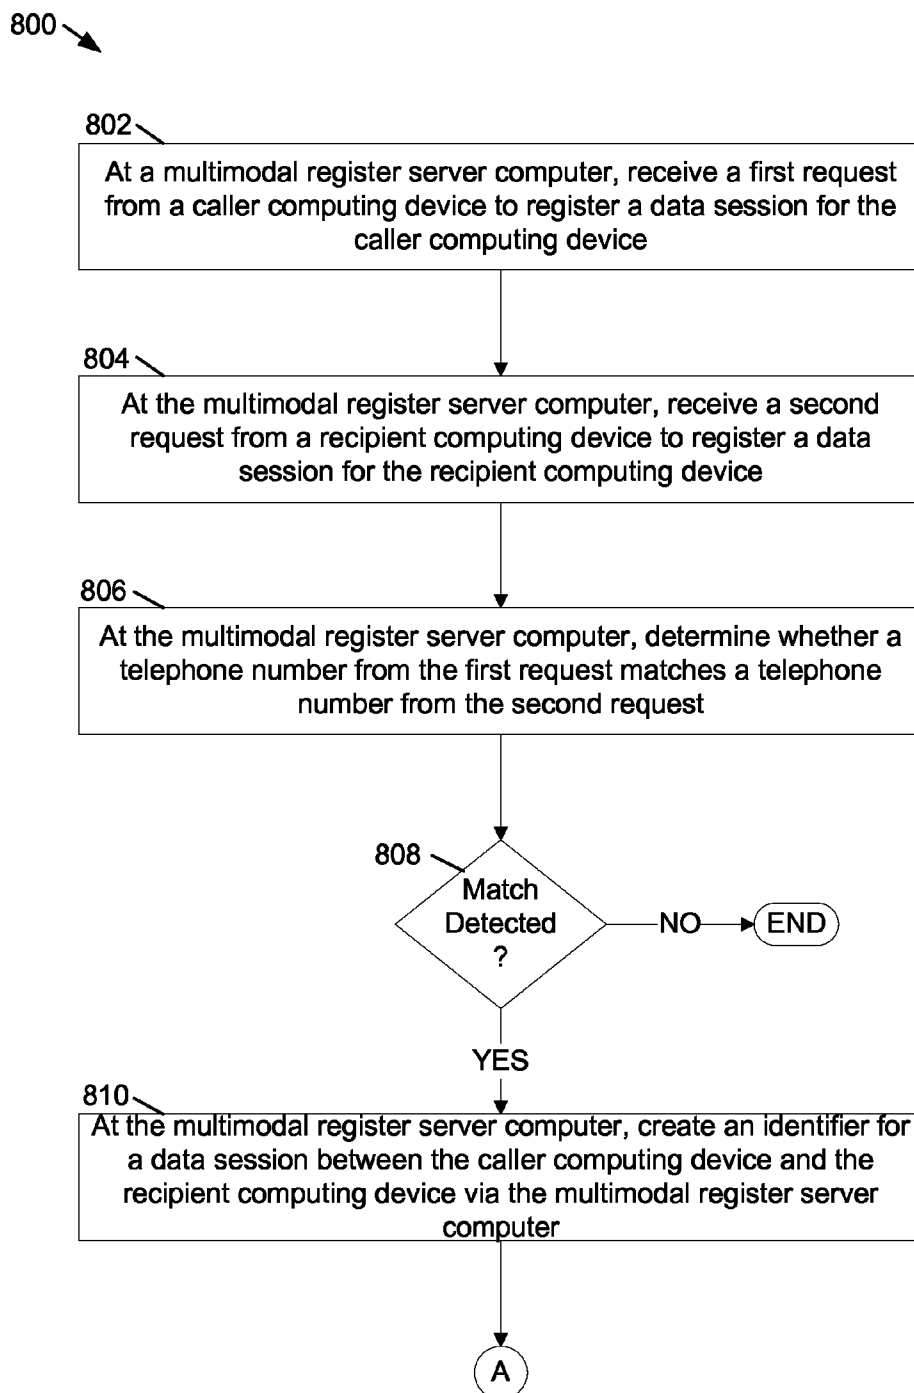 800
802
At a multimodal register server computer, receive a first request
from a caller computing device to register a data session for the
caller computing device
804
At the multimodal register server computer, receive a second
request from a recipient computing device to register a data
session for the recipient computing device
806
At the multimodal register server computer, determine whether a
telephone number from the first request matches a telephone
number from the second request
808
Match
Detected
?
NO
END
YES
810
At the multimodal register server computer, create an identifier for
a data session between the caller computing device and the
recipient computing device via the multimodal register server
computer
A